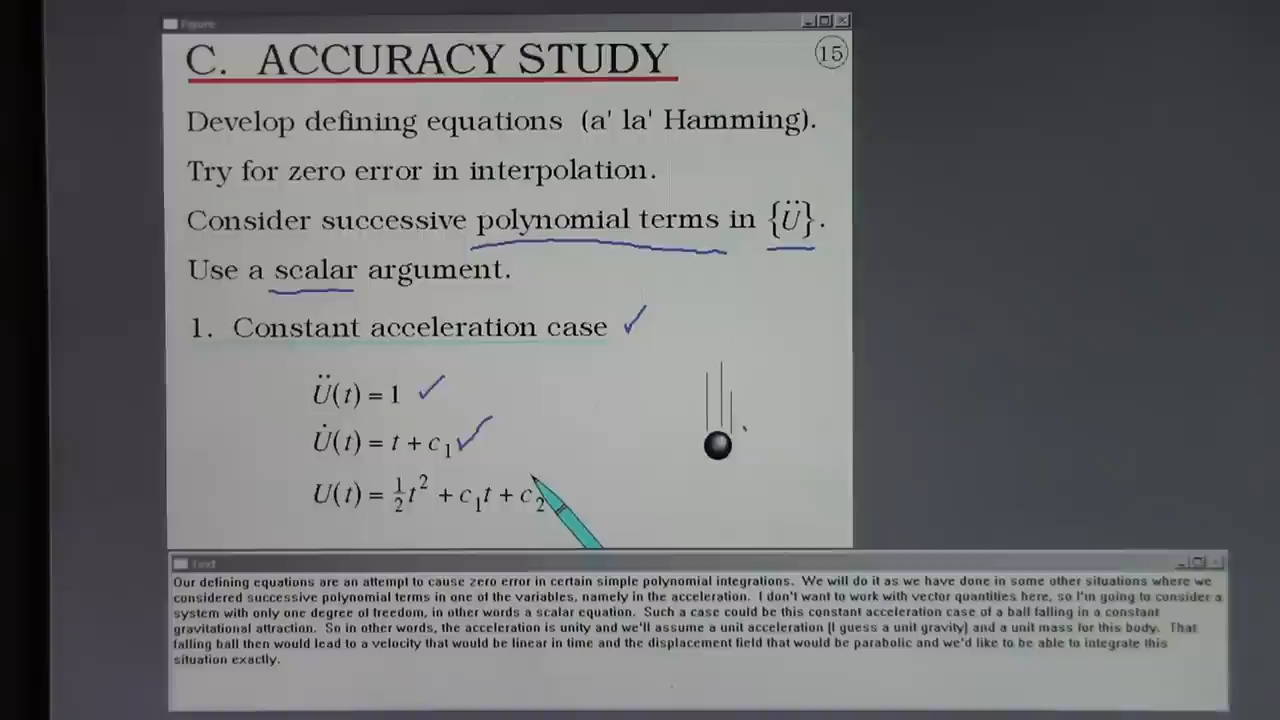 Figure
C. ACCURACY STUDY
15
Develop defining equations (a' la' Hamming).
Try for zero error in interpolation.
Consider successive polynomial terms in {Ü}.
Use a scalar argument.
1. Constant acceleration case
Ü(t) = 1
U̇(t) = t + c₁
U(t) = ½t² + c₁t + c₂
Text
Our defining equations are an attempt to cause zero error in certain simple polynomial integrations. We will do it as we have done in some other situations where we
considered successive polynomial terms in one of the variables, namely in the acceleration. I don't want to work with vector quantities here, so I'm going to consider a
system with only one degree of freedom, in other words a scalar equation. Such a case could be this constant acceleration case of a ball falling in a constant
gravitational attraction. So in other words, the acceleration is unity and we'll assume a unit acceleration (I guess a unit gravity) and a unit mass for this body. That
falling ball then would lead to a velocity that would be linear in time and the displacement field that would be parabolic and we'd like to be able to integrate this
situation exactly.